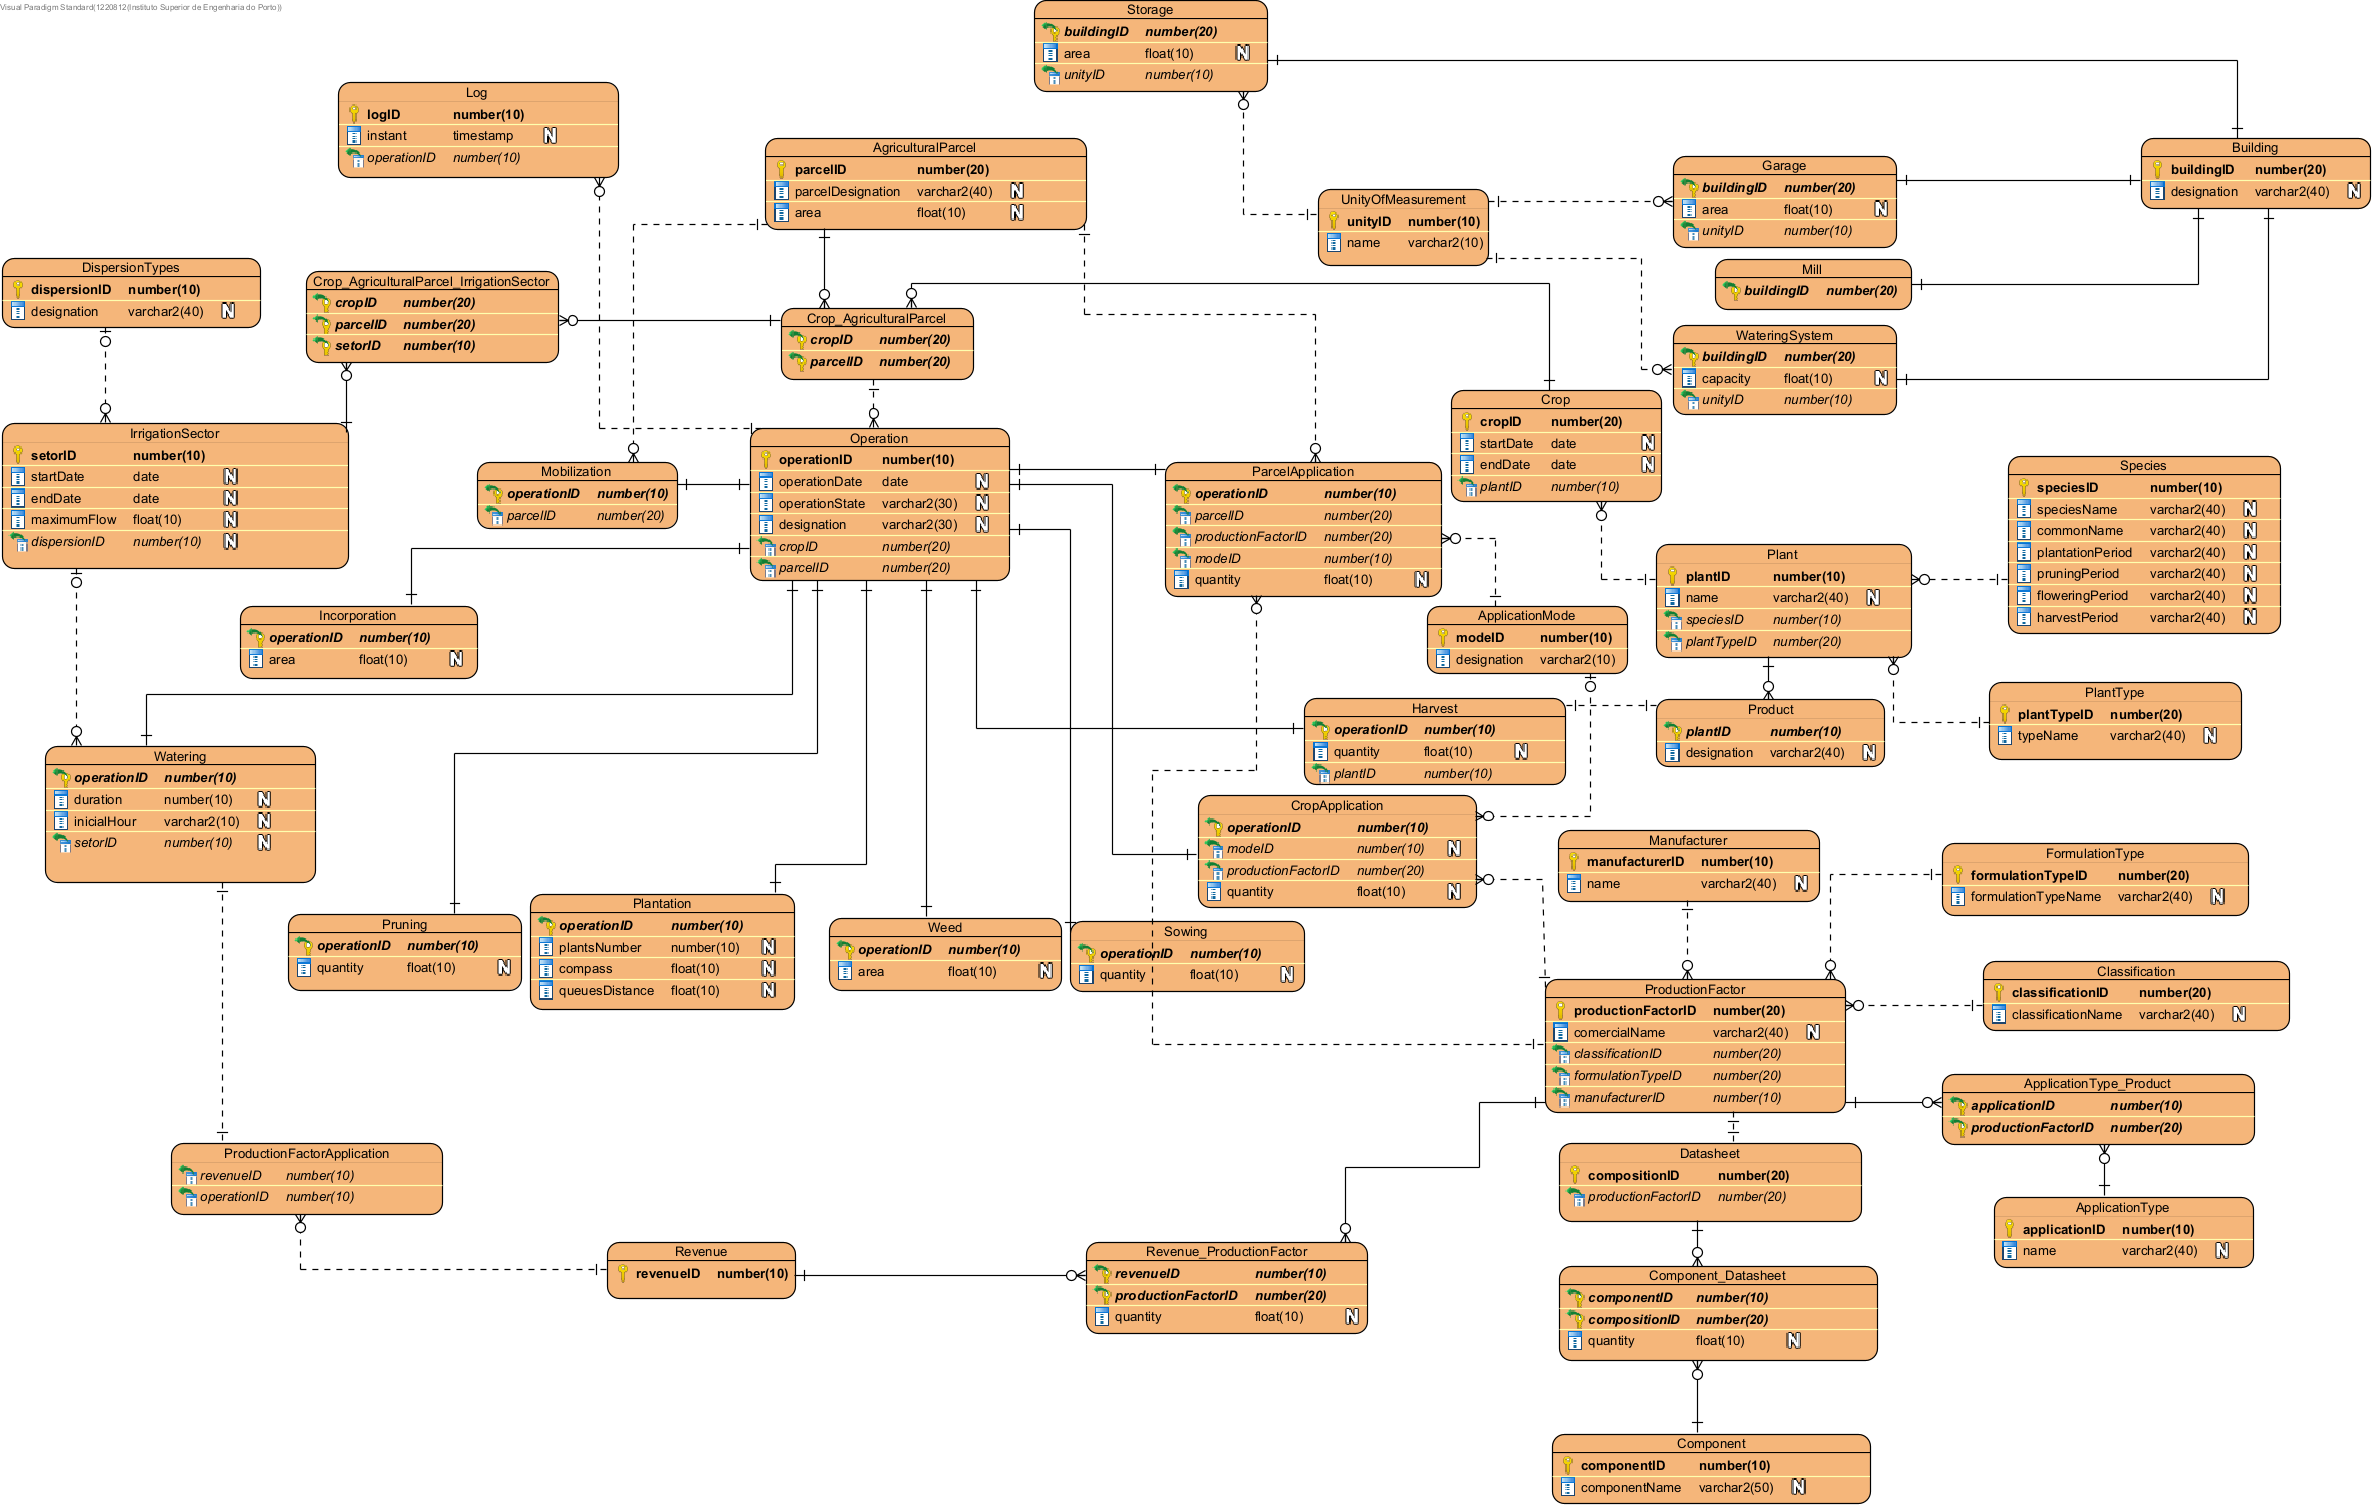 Visual Paradigm Standard(1220812(Instituto Superior de Engenharia do Porto))
Storage
buildingID number(20)
area float(10) N
unityID number(10)
Log
logID number(10)
instant timestamp N
operationID number(10)
AgriculturalParcel
parcelID number(20)
parcelDesignation varchar2(40) N
area float(10) N
Building
buildingID number(20)
designation varchar2(40) N
Garage
buildingID number(20)
area float(10) N
unityID number(10)
UnityOfMeasurement
unityID number(10)
name varchar2(10)
Mill
buildingID number(20)
DispersionTypes
dispersionID number(10)
designation varchar2(40) N
Crop_AgriculturalParcel_IrrigationSector
cropID number(20)
parcelID number(20)
setorID number(10)
Crop_AgriculturalParcel
cropID number(20)
parcelID number(20)
WateringSystem
buildingID number(20)
capacity float(10) N
unityID number(10)
Crop
cropID number(20)
startDate date N
endDate date N
plantID number(10)
IrrigationSector
setorID number(10)
startDate date N
endDate date N
maximumFlow float(10) N
dispersionID number(10) N
Operation
operationID number(10)
operationDate date N
operationState varchar2(30) N
designation varchar2(30) N
cropID number(20)
parcelID number(20)
Mobilization
operationID number(10)
parcelID number(20)
ParcelApplication
operationID number(10)
parcelID number(20)
productionFactorID number(20)
modeID number(10)
quantity float(10) N
Species
speciesID number(10)
speciesName varchar2(40) N
commonName varchar2(40) N
plantationPeriod varchar2(40) N
pruningPeriod varchar2(40) N
floweringPeriod varchar2(40) N
harvestPeriod varchar2(40) N
Plant
plantID number(10)
name varchar2(40) N
speciesID number(10)
plantTypeID number(20)
Incorporation
operationID number(10)
area float(10) N
ApplicationMode
modeID number(10)
designation varchar2(10)
PlantType
plantTypeID number(20)
typeName varchar2(40) N
Harvest
operationID number(10)
quantity float(10) N
plantID number(10)
Product
plantID number(10)
designation varchar2(40) N
Watering
operationID number(10)
duration number(10) N
inicialHour varchar2(10) N
setorID number(10) N
CropApplication
operationID number(10)
modeID number(10) N
productionFactorID number(20)
quantity float(10) N
Manufacturer
manufacturerID number(10)
name varchar2(40) N
FormulationType
formulationTypeID number(20)
formulationTypeName varchar2(40) N
Pruning
operationID number(10)
quantity float(10) N
Plantation
operationID number(10)
plantsNumber number(10) N
compass float(10) N
queuesDistance float(10) N
Weed
operationID number(10)
area float(10) N
Sowing
operationID number(10)
quantity float(10) N
Classification
classificationID number(20)
classificationName varchar2(40) N
ProductionFactor
productionFactorID number(20)
comercialName varchar2(40) N
classificationID number(20)
formulationTypeID number(20)
manufacturerID number(10)
ApplicationType_Product
applicationID number(10)
productionFactorID number(20)
ProductionFactorApplication
revenueID number(10)
operationID number(10)
Datasheet
compositionID number(20)
productionFactorID number(20)
ApplicationType
applicationID number(10)
name varchar2(40) N
Revenue
revenueID number(10)
Revenue_ProductionFactor
revenueID number(10)
productionFactorID number(20)
quantity float(10) N
Component_Datasheet
componentID number(10)
compositionID number(20)
quantity float(10) N
Component
componentID number(10)
componentName varchar2(50) N